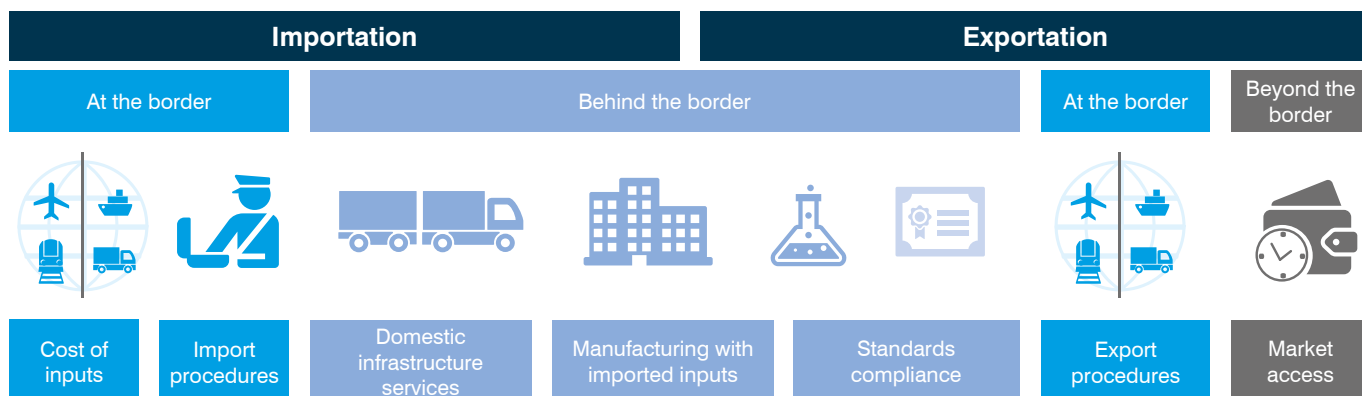 Importation
Exportation
At the border
Behind the border
At the border
Beyond the
border
Cost of
inputs
Import
procedures
Domestic
infrastructure
services
Manufacturing with
imported inputs
Standards
compliance
Export
procedures
Market
access